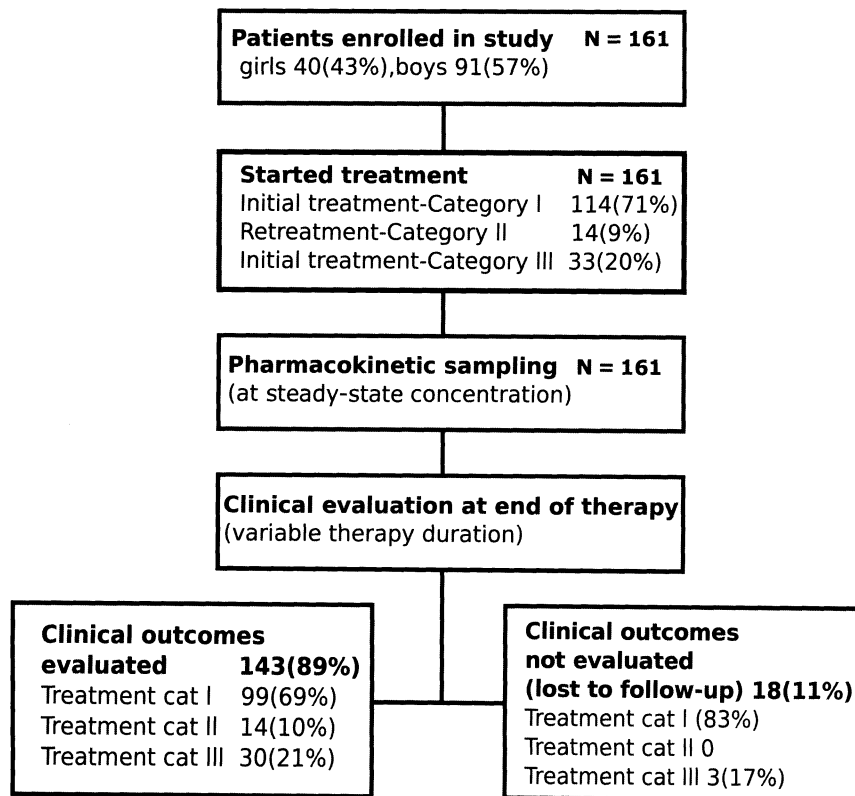 Patients enrolled in study N = 161
girls 40(43%),boys 91(57%)
Started treatment N = 161
Initial treatment-Category I 114(71%)
Retreatment-Category II 14(9%)
Initial treatment-Category III 33(20%)
Pharmacokinetic sampling N = 161
(at steady-state concentration)
Clinical evaluation at end of therapy
(variable therapy duration)
Clinical outcomes
evaluated 143(89%)
Treatment cat I 99(69%)
Treatment cat II 14(10%)
Treatment cat III 30(21%)
Clinical outcomes
not evaluated
(lost to follow-up) 18(11%)
Treatment cat I (83%)
Treatment cat II 0
Treatment cat III 3(17%)